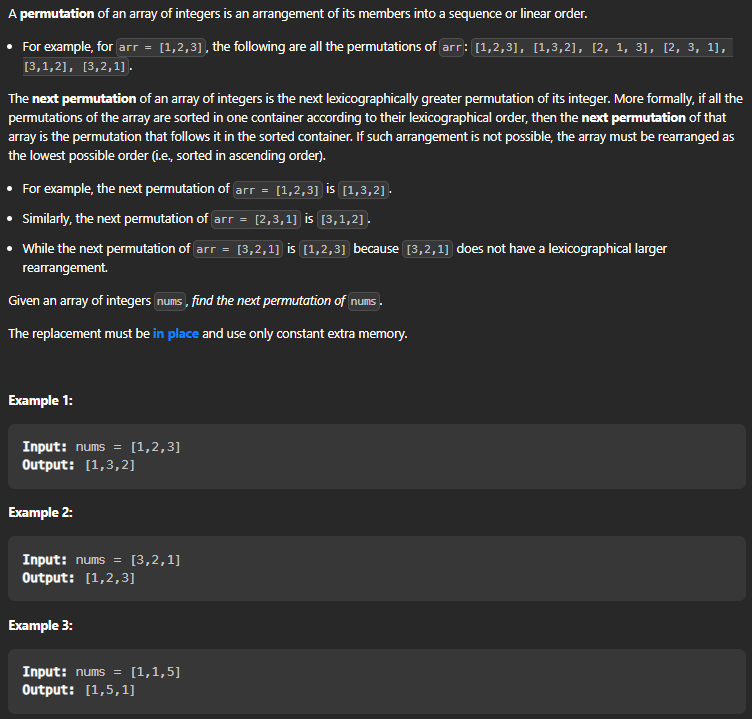 A permutation of an array of integers is an arrangement of its members into a sequence or linear order.
• For example, for arr = [1,2,3], the following are all the permutations of arr: [1,2,3], [1,3,2], [2, 1, 3], [2, 3, 1],
[3,1,2], [3,2,1].
The next permutation of an array of integers is the next lexicographically greater permutation of its integer. More formally, if all the
permutations of the array are sorted in one container according to their lexicographical order, then the next permutation of that
array is the permutation that follows it in the sorted container. If such arrangement is not possible, the array must be rearranged as
the lowest possible order (i.e., sorted in ascending order).
• For example, the next permutation of arr = [1,2,3] is [1,3,2].
• Similarly, the next permutation of arr = [2,3,1] is [3,1,2].
• While the next permutation of arr = [3,2,1] is [1,2,3] because [3,2,1] does not have a lexicographical larger
rearrangement.
Given an array of integers nums, find the next permutation of nums.
The replacement must be in place and use only constant extra memory.
Example 1:
Input: nums = [1,2,3]
Output: [1,3,2]
Example 2:
Input: nums = [3,2,1]
Output: [1,2,3]
Example 3:
Input: nums = [1,1,5]
Output: [1,5,1]